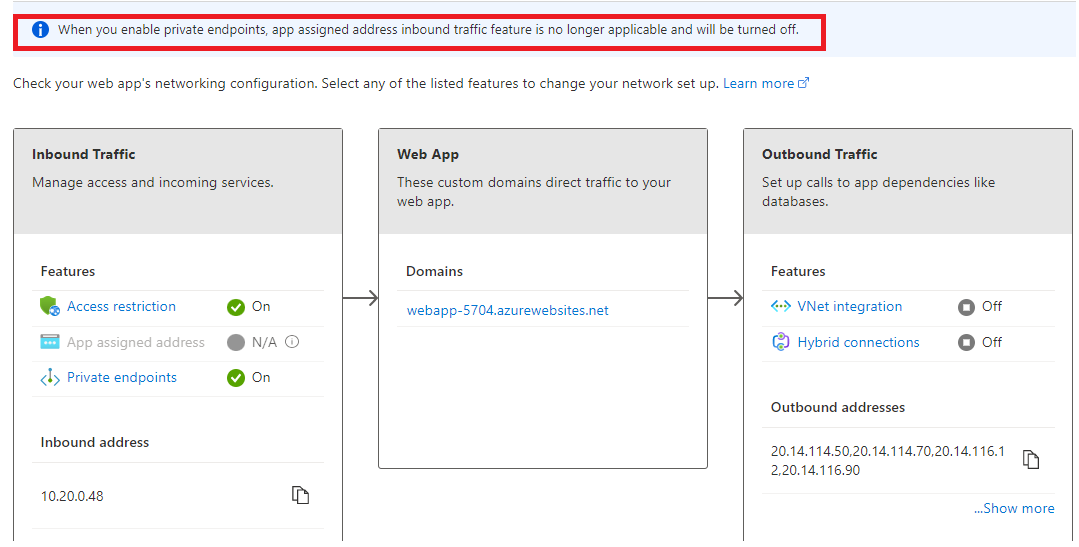 When you enable private endpoints, app assigned address inbound traffic feature is no longer applicable and will be turned off.
Check your web app's networking configuration. Select any of the listed features to change your network set up. Learn more
Inbound Traffic
Manage access and incoming services.
Features
Access restriction On
App assigned address N/A
Private endpoints On
Inbound address
10.20.0.48
Web App
These custom domains direct traffic to your
web app.
Domains
webapp-5704.azurewebsites.net
Outbound Traffic
Set up calls to app dependencies like
databases.
Features
VNet integration Off
Hybrid connections Off
Outbound addresses
20.14.114.50,20.14.114.70,20.14.116.1
2,20.14.116.90
...Show more